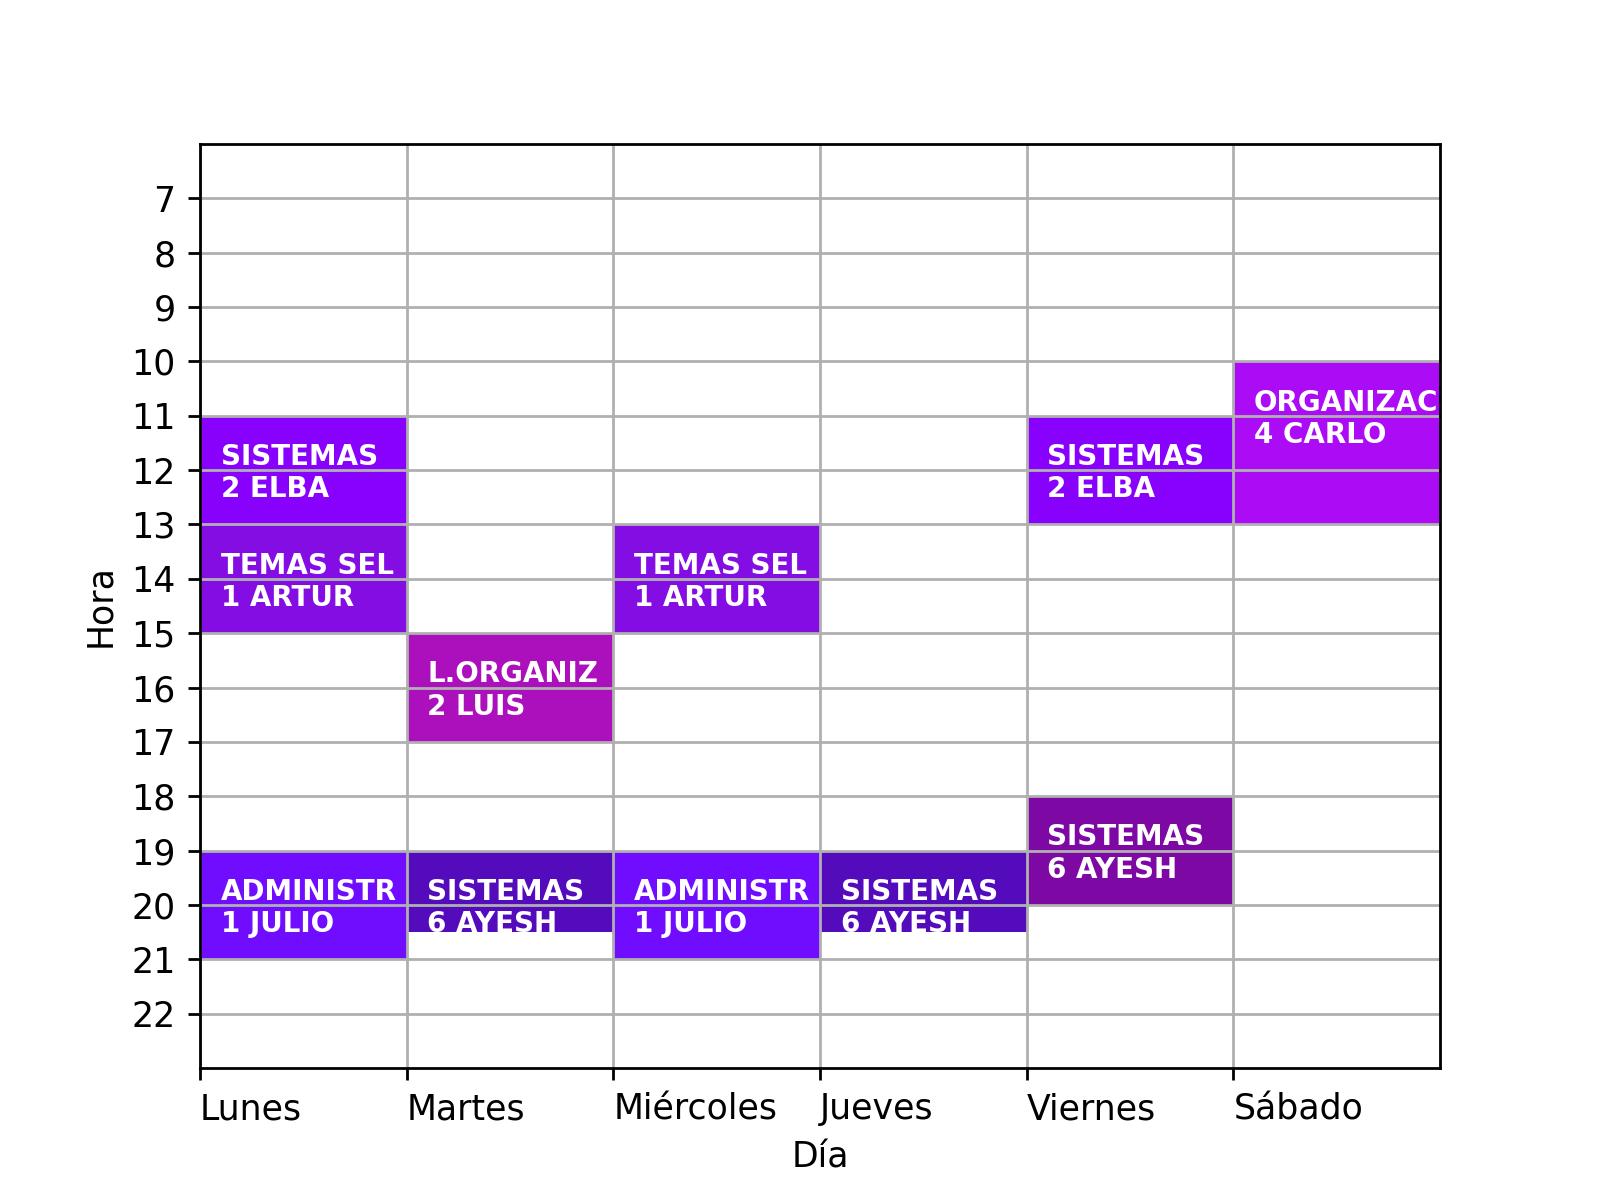 7
8
9
10
ORGANIZAC
4 CARLO
11
SISTEMAS
2 ELBA
SISTEMAS
2 ELBA
12
13
TEMAS SEL
1 ARTUR
TEMAS SEL
1 ARTUR
14
15
L.ORGANIZ
2 LUIS
16
17
18
SISTEMAS
6 AYESH
19
ADMINISTR
1 JULIO
SISTEMAS
6 AYESH
ADMINISTR
1 JULIO
SISTEMAS
6 AYESH
20
21
22
Hora
Lunes
Martes
Miércoles
Jueves
Viernes
Sábado
Día